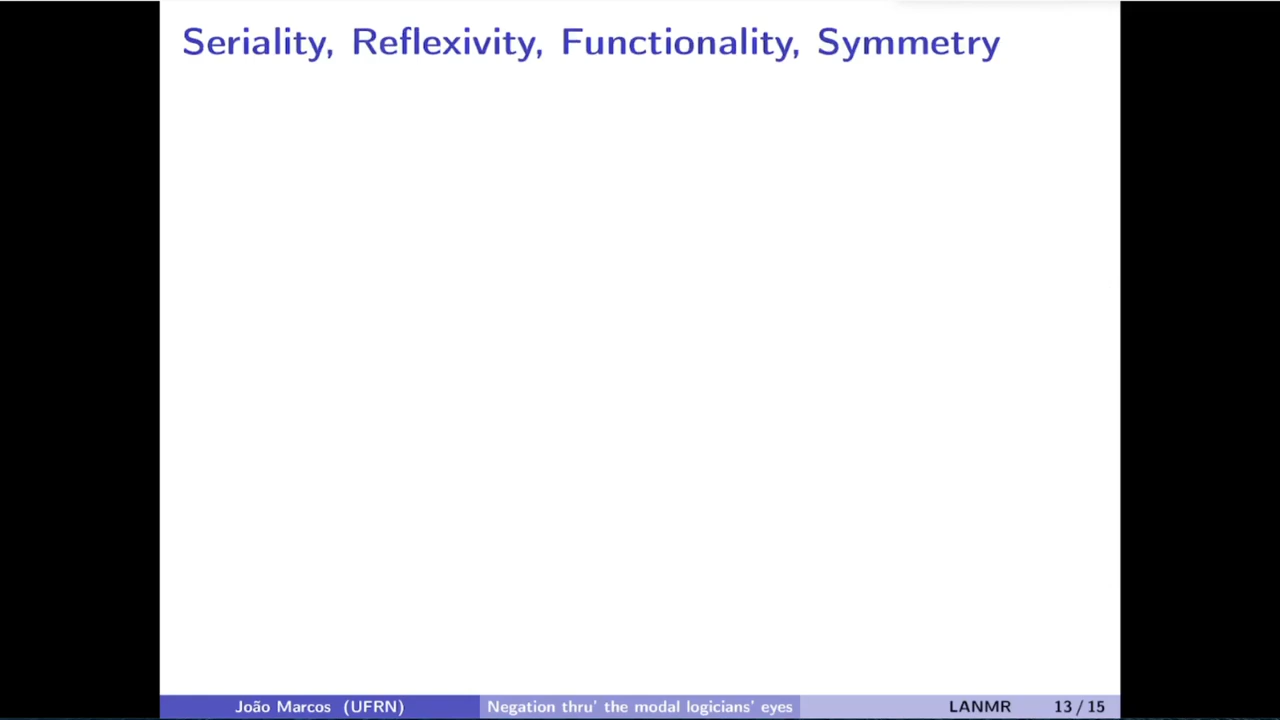 Seriality, Reflexivity, Functionality, Symmetry
João Marcos (UFRN) Negation thru' the modal logicians' eyes LANMR 13 / 15